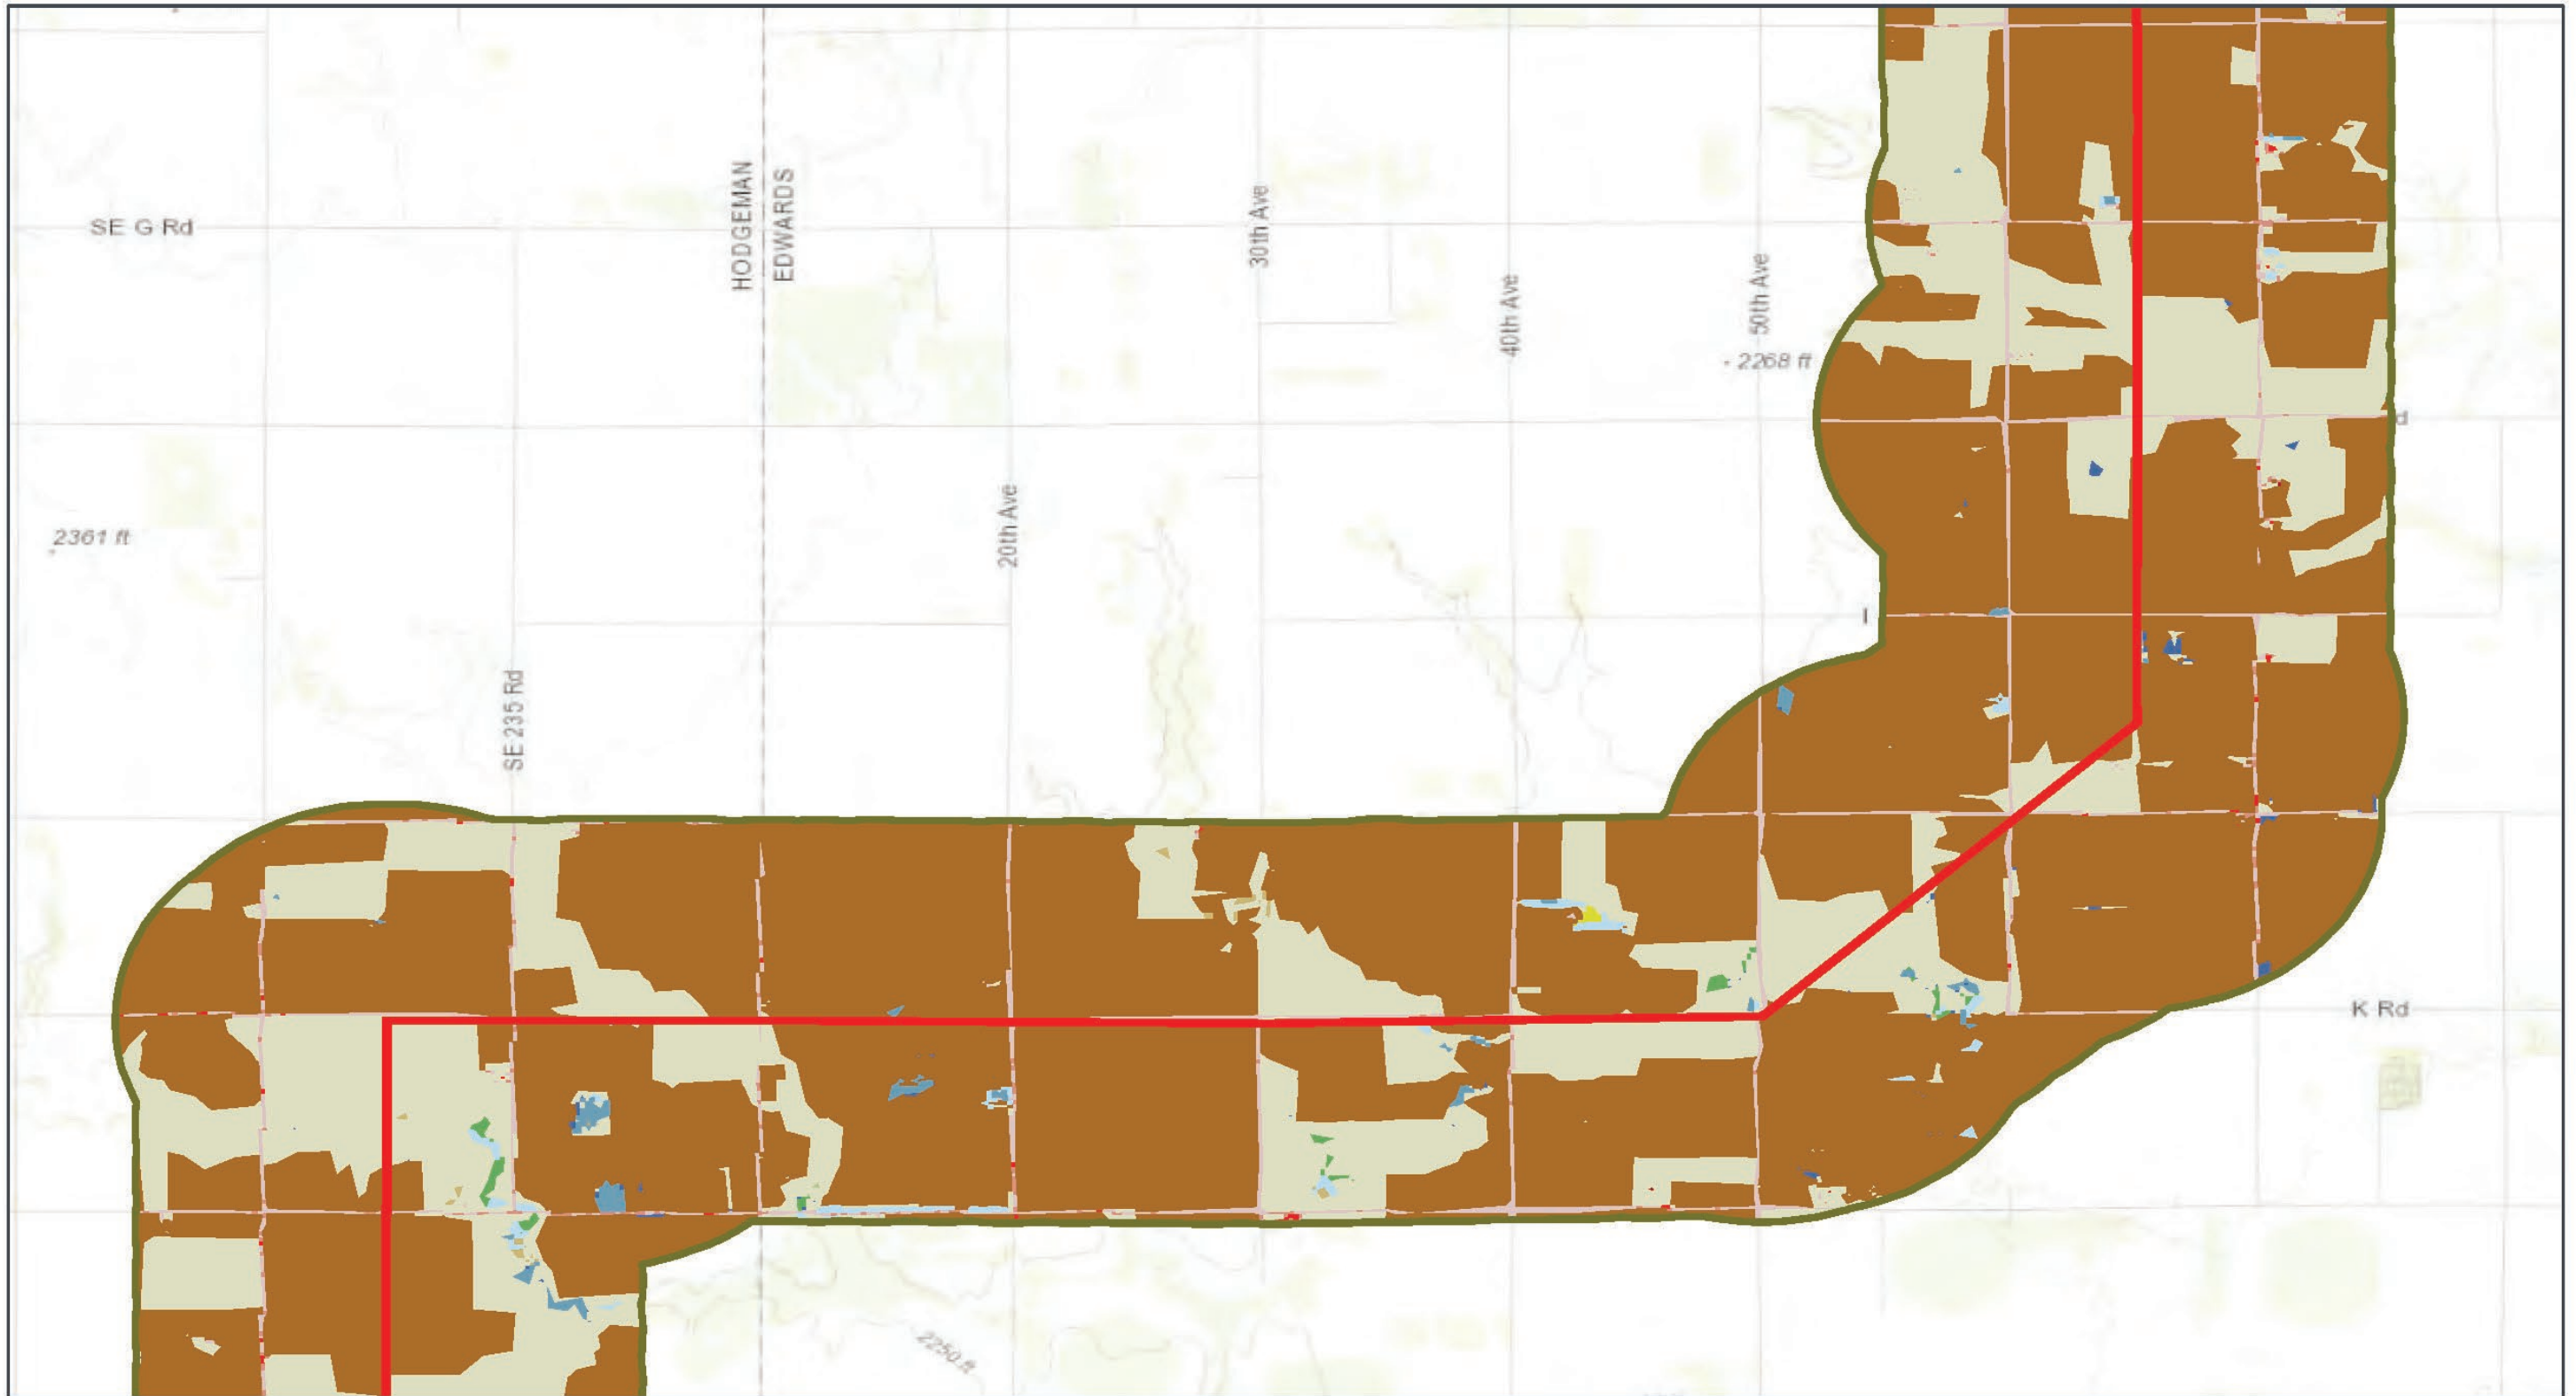 SE G Rd
HODGEMAN
EDWARDS
30th Ave
40th Ave
50th Ave
2268 ft
d
2361 ft
20th Ave
I
SE 235 Rd
K Rd
2250 ft